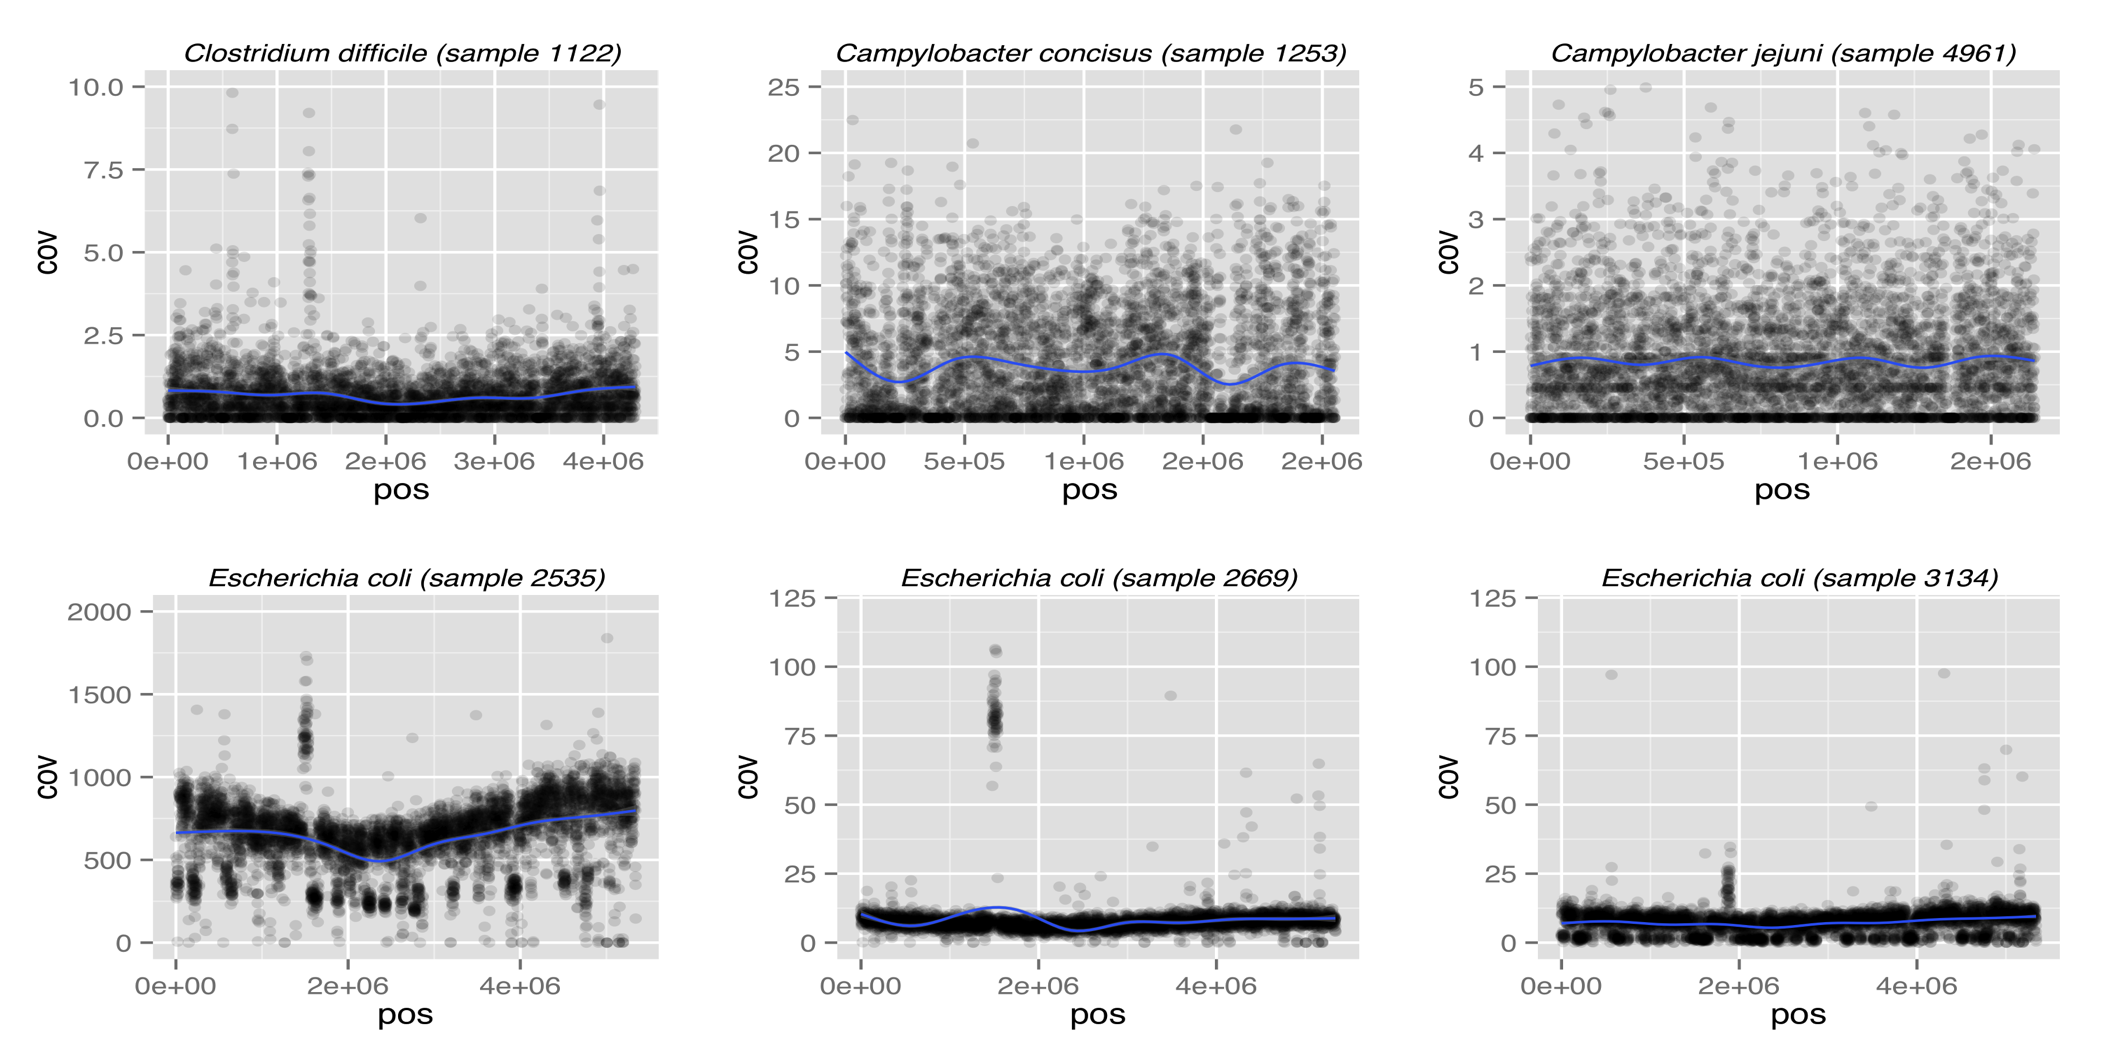 Clostridium difficile (sample 1122)
10.0
7.5
5.0
2.5
0.0
cov
0e+00 1e+06 2e+06 3e+06 4e+06
pos
Campylobacter concisus (sample 1253)
25
20
15
10
5
0
cov
0e+00 5e+05 1e+06 2e+06 2e+06
pos
Campylobacter jejuni (sample 4961)
5
4
3
2
1
0
cov
0e+00 5e+05 1e+06 2e+06
pos
Escherichia coli (sample 2535)
2000
1500
1000
500
0
cov
0e+00 2e+06 4e+06
pos
Escherichia coli (sample 2669)
125
100
75
50
25
0
cov
0e+00 2e+06 4e+06
pos
Escherichia coli (sample 3134)
125
100
75
50
25
0
cov
0e+00 2e+06 4e+06
pos